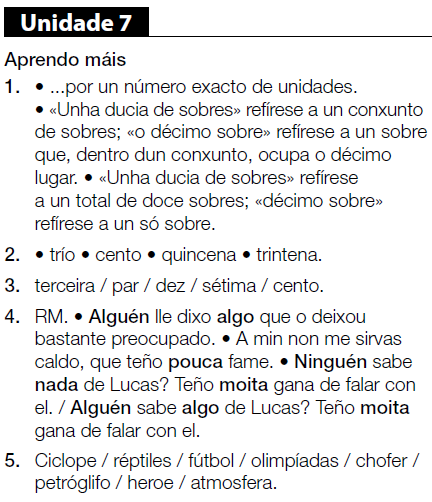 Unidade 7
Aprendo máis
1. • ...por un número exacto de unidades.
• «Unha ducia de sobres» refírese a un conxunto
de sobres; «o décimo sobre» refírese a un sobre
que, dentro dun conxunto, ocupa o décimo
lugar. • «Unha ducia de sobres» refírese
a un total de doce sobres; «décimo sobre»
refírese a un só sobre.
2. • trío • cento • quincena • trintena.
3. terceira / par / dez / sétima / cento.
4. RM. • Alguén lle dixo algo que o deixou
bastante preocupado. • A min non me sirvas
caldo, que teño pouca fame. • Ninguén sabe
nada de Lucas? Teño moita gana de falar con
el. / Alguén sabe algo de Lucas? Teño moita
gana de falar con el.
5. Ciclope / réptiles / fútbol / olimpíadas / chofer /
petróglifo / heroe / atmosfera.